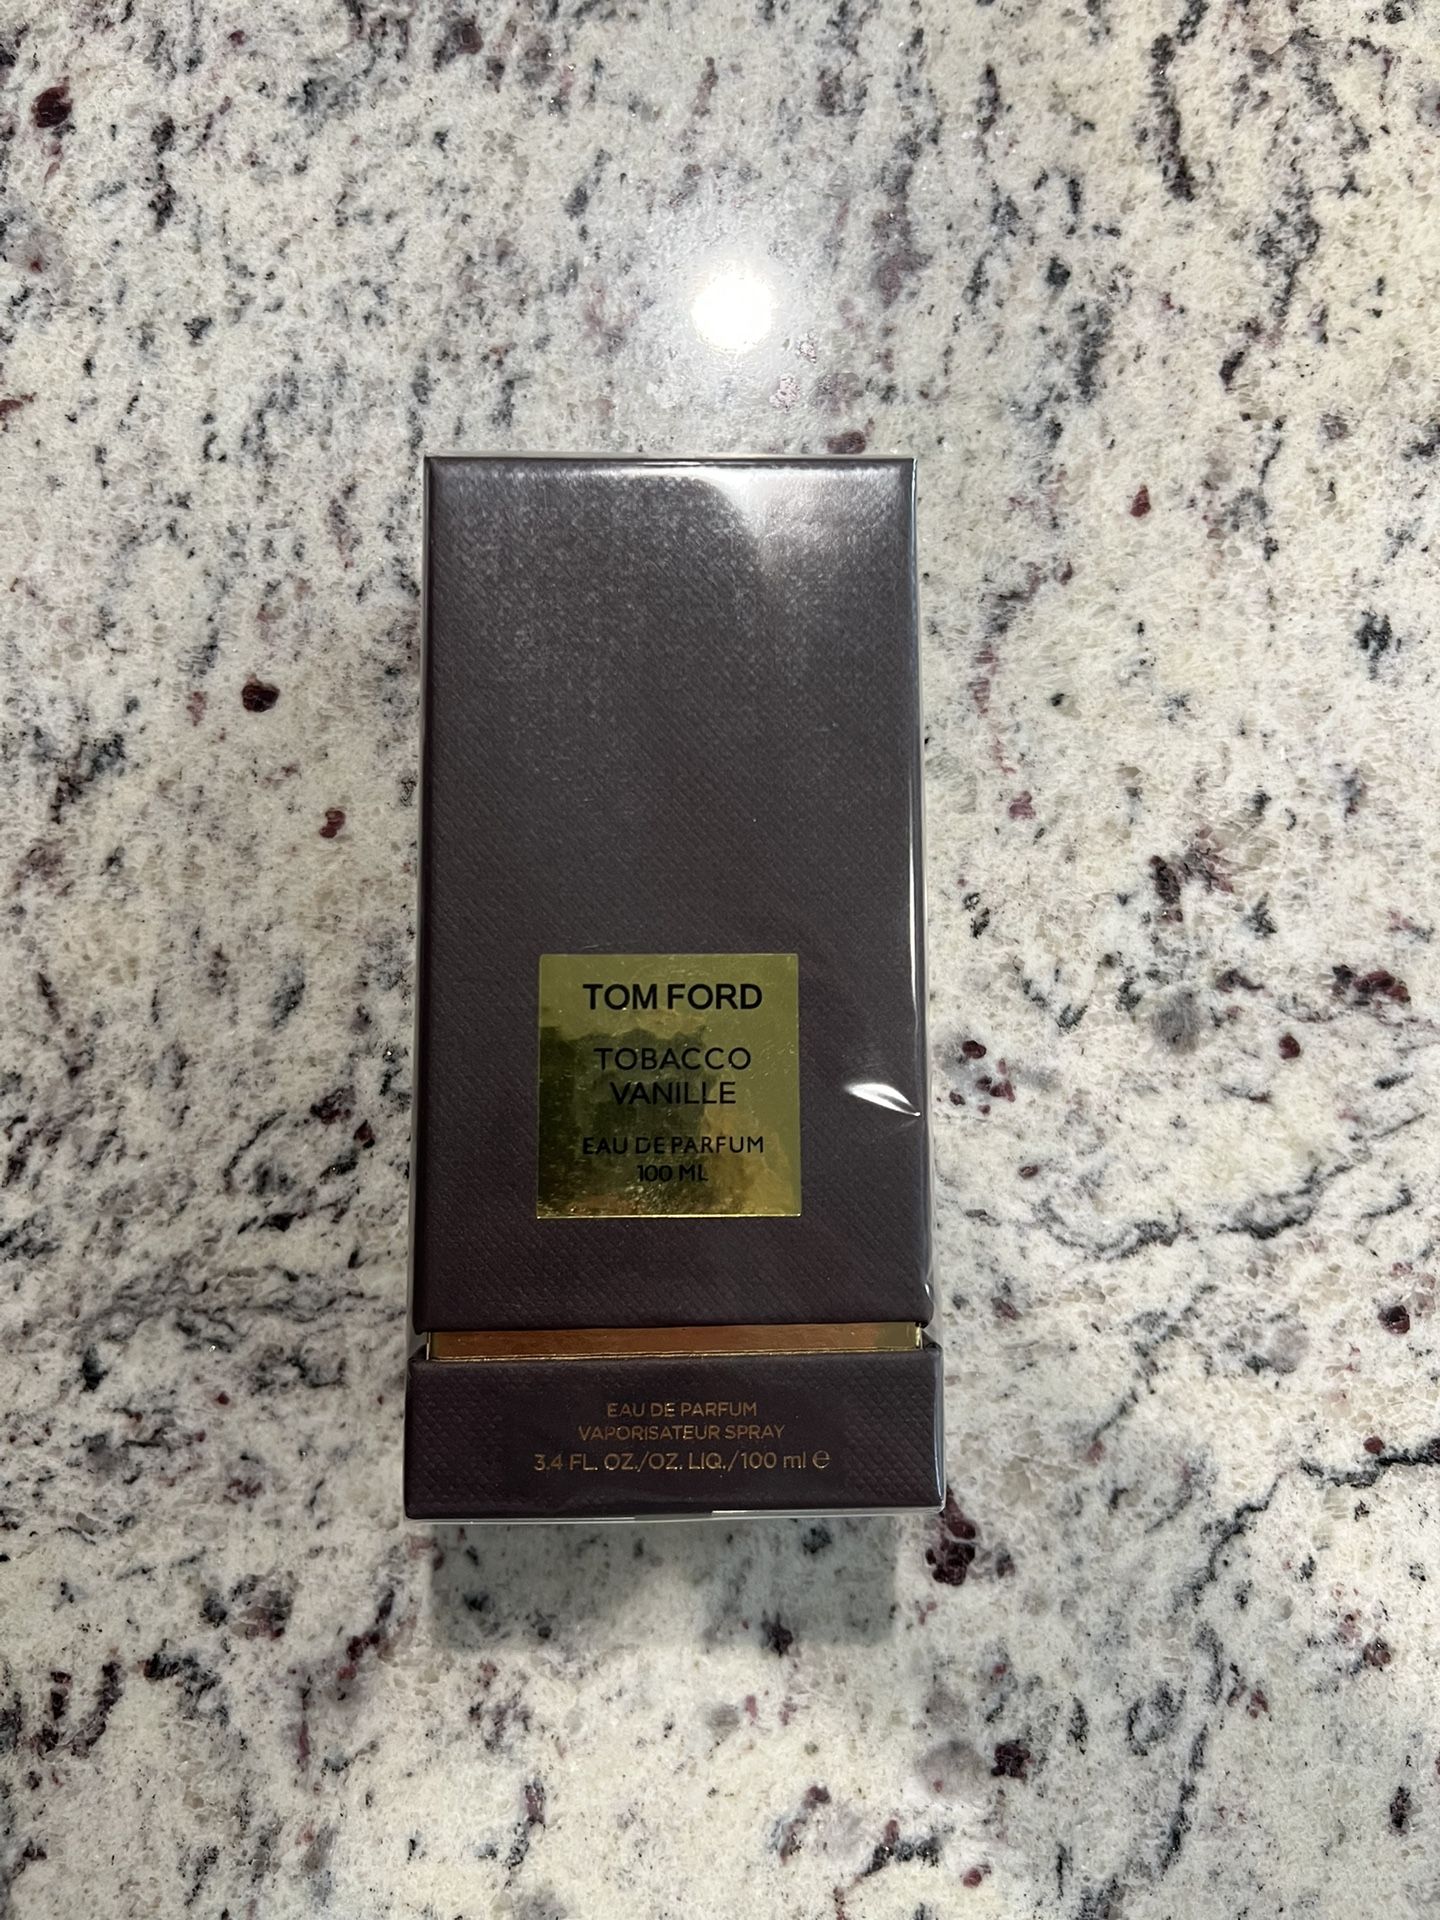 TOM FORD
TOBACCO
VANILLE
EAU DE PARFUM
100 ML
EAU DE PARFUM
VAPORISATEUR SPRAY
3.4 FL. OZ./OZ. LIQ./100 ml ℮